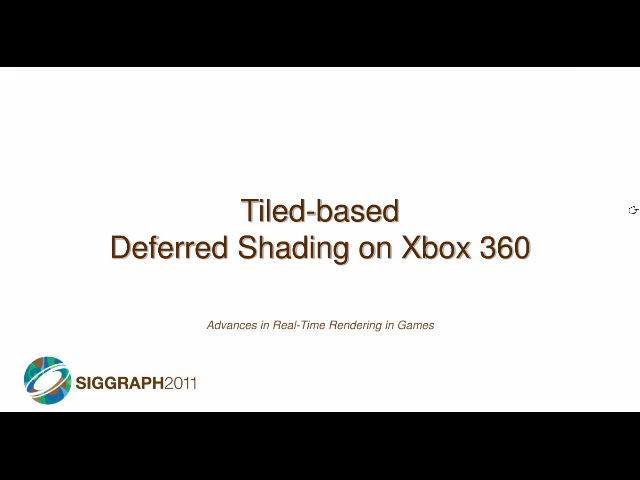 Tiled-based
Deferred Shading on Xbox 360
Advances in Real-Time Rendering in Games
SIGGRAPH2011